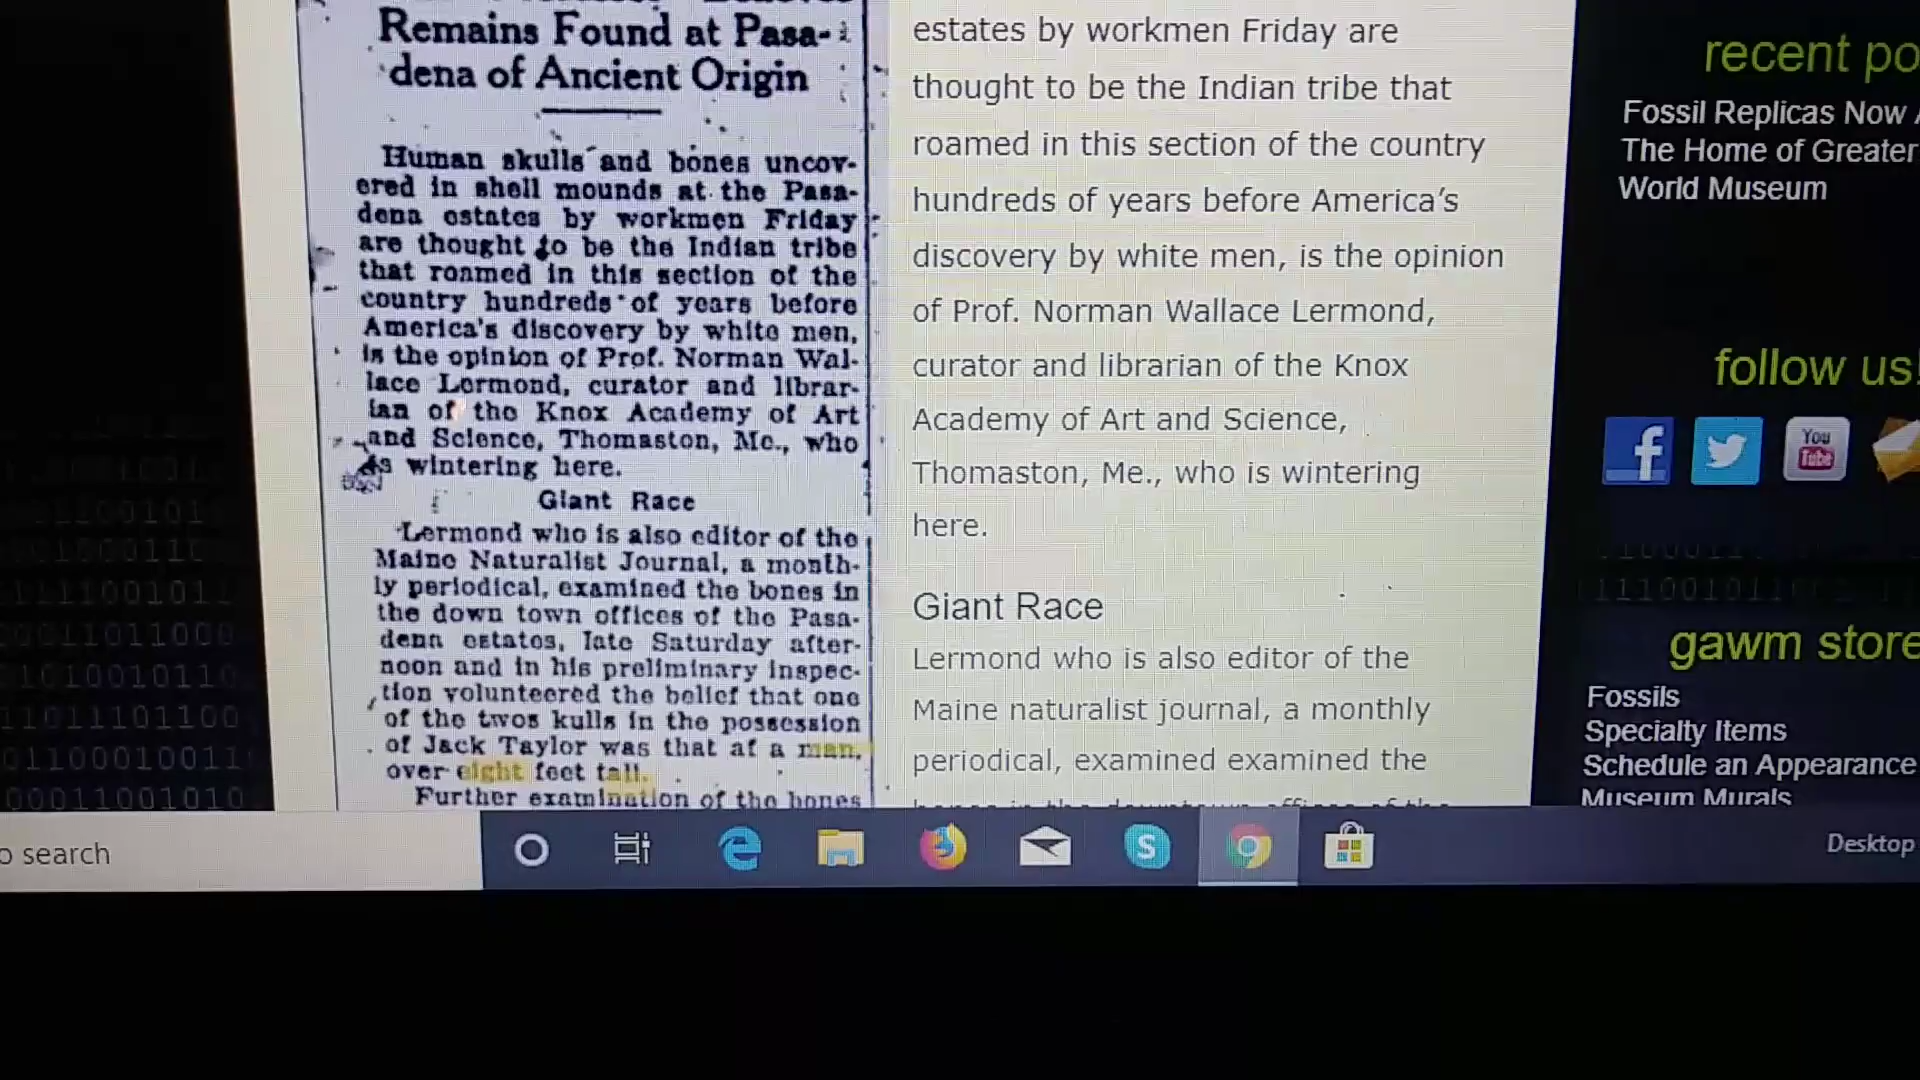 Remains Found at Pasa-
dena of Ancient Origin
Human skulls and bones uncov-
ered in shell mounds at the Pasa-
dena estates by workmen Friday
are thought to be the Indian tribe
that roamed in this section of the
country hundreds of years before
America's discovery by white men,
is the opinion of Prof. Norman Wal-
lace Lermond, curator and librar-
ian of the Knox Academy of Art
and Science, Thomaston, Me., who
is wintering here.
Giant Race
Lermond who is also editor of the
Maine Naturalist Journal, a month-
ly periodical, examined the bones in
the down town offices of the Pasa-
dena estates, late Saturday after-
noon and in his preliminary inspec-
tion volunteered the belief that one
of the twos kulls in the possession
of Jack Taylor was that af a man,
over eight feet tall.
Further examination of the bones
estates by workmen Friday are
thought to be the Indian tribe that
roamed in this section of the country
hundreds of years before America’s
discovery by white men, is the opinion
of Prof. Norman Wallace Lermond,
curator and librarian of the Knox
Academy of Art and Science,
Thomaston, Me., who is wintering
here.
Giant Race
Lermond who is also editor of the
Maine naturalist journal, a monthly
periodical, examined examined the
recent po
Fossil Replicas Now
The Home of Greater
World Museum
follow us!
You
Tube
gawm store
Fossils
Specialty Items
Schedule an Appearance
Museum Murals
o search
Desktop